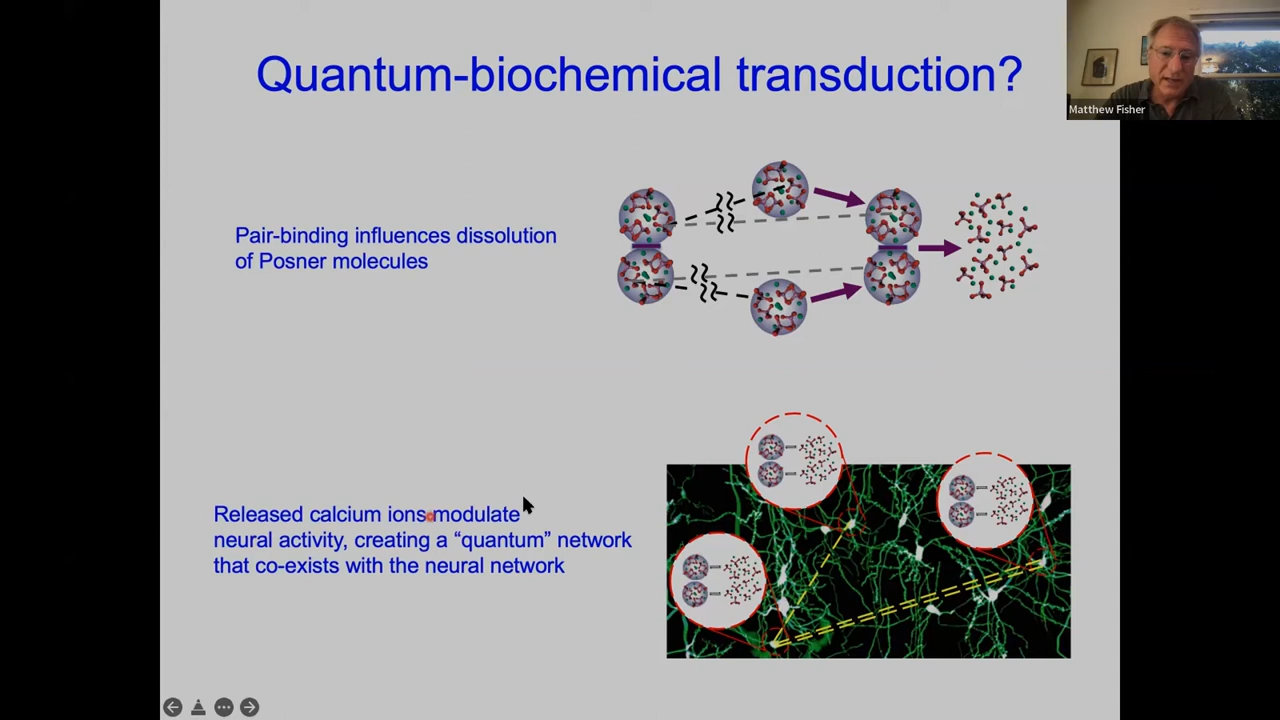 Quantum-biochemical transduction?
Matthew Fisher
Pair-binding influences dissolution
of Posner molecules
Released calcium ions modulate
neural activity, creating a “quantum” network
that co-exists with the neural network